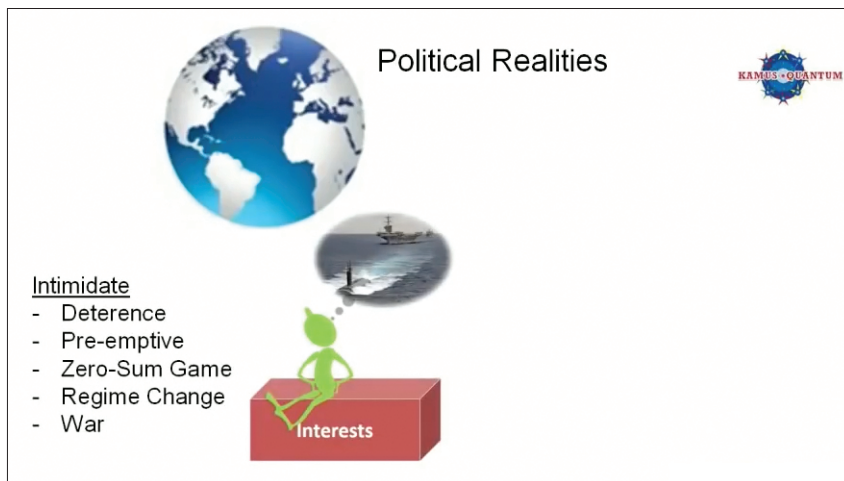 Political Realities
KAMUS QUANTUM
Intimidate
- Deterence
- Pre-emptive
- Zero-Sum Game
- Regime Change
- War
Interests